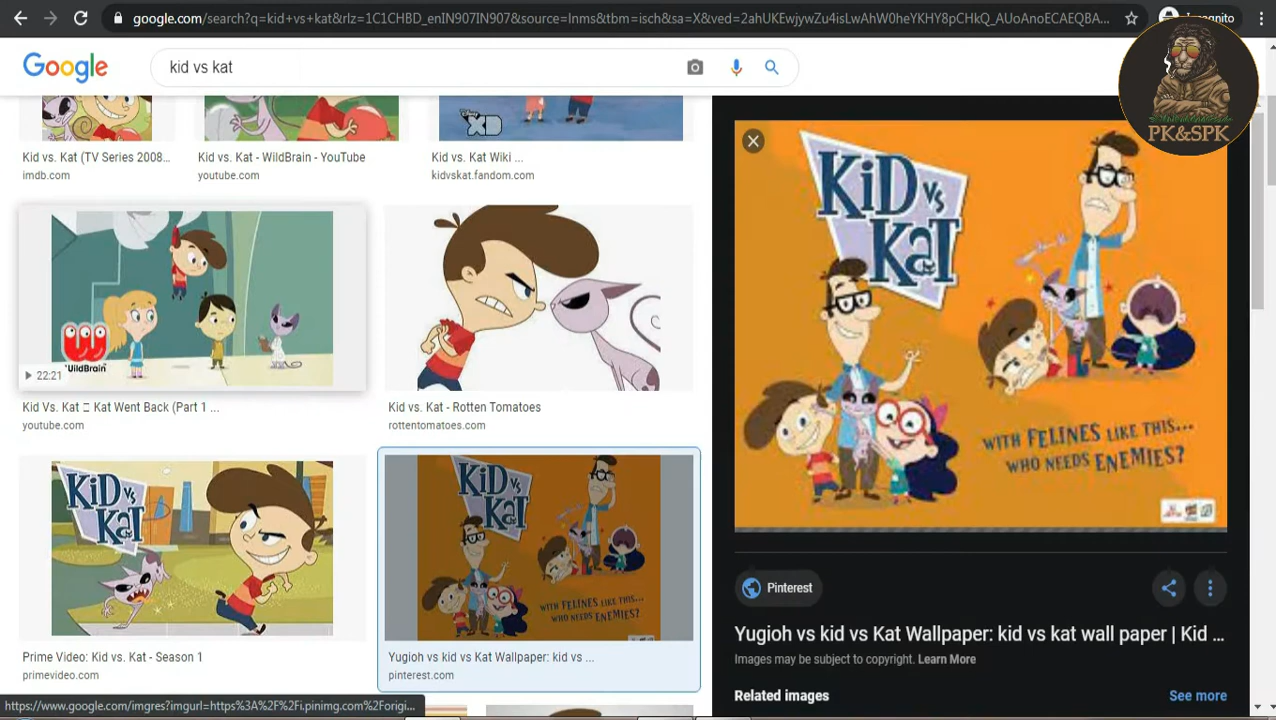 google.com/search?q=kid+vs+kat&rlz=1C1CHBD_enIN907IN907&source=lnms&tbm=isch&sa=X&ved=2ahUKEwjywZu4isLwAhW0heYKHY8pCHkQ_AUoAnoECAEQBA...
Incognito
Google
kid vs kat
PK&SPK
XD
Kid vs. Kat (TV Series 2008...
imdb.com
Kid vs. Kat - WildBrain - YouTube
youtube.com
Kid vs. Kat Wiki ...
kidvskat.fandom.com
WildBrain
22:21
Kid Vs. Kat
Kat Went Back (Part 1 ...
youtube.com
Kid vs. Kat - Rotten Tomatoes
rottentomatoes.com
KiD vs
Kat
Prime Video: Kid vs. Kat - Season 1
primevideo.com
KiD vs
Kat
WITH FELINES LIKE THIS...
WHO NEEDS ENEMIES?
Yugioh vs kid vs Kat Wallpaper: kid vs ...
pinterest.com
KiD vs
Kat
WITH FELINES LIKE THIS...
WHO NEEDS ENEMIES?
Pinterest
Yugioh vs kid vs Kat Wallpaper: kid vs kat wall paper | Kid ...
Images may be subject to copyright. Learn More
Related images
See more
https://www.google.com/imgres?imgurl=https%3A%2F%2Fi.pinimg.com%2Forigi...